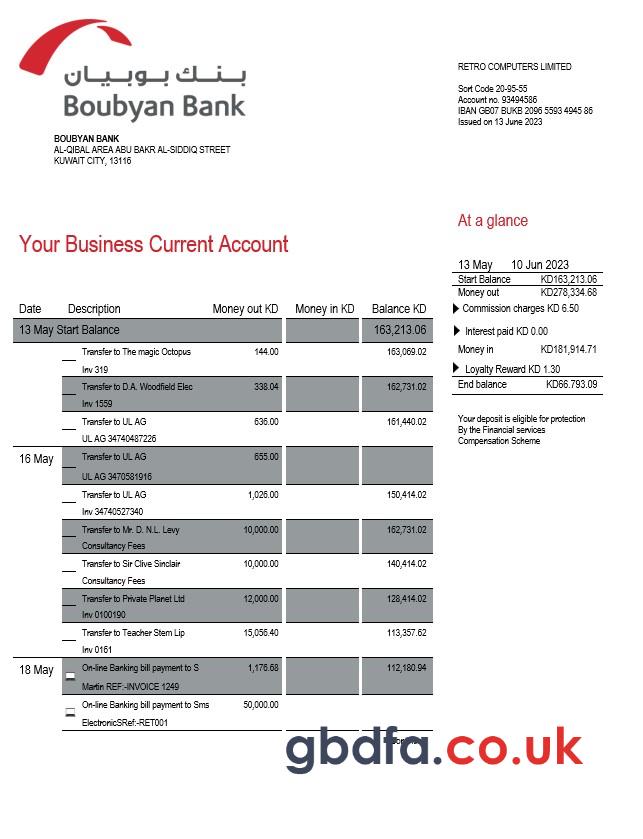 بنك بوبيان
Boubyan Bank
BOUBYAN BANK
AL-QIBAL AREA ABU BAKR AL-SIDDIQ STREET
KUWAIT CITY, 13116
RETRO COMPUTERS LIMITED
Sort Code 20-95-55
Account no. 93494586
IBAN GB07 BUKB 2096 5593 4945 86
Issued on 13 June 2023
Your Business Current Account
At a glance
13 May 10 Jun 2023
Start Balance KD163,213.06
Money out KD278,334.68
Commission charges KD 6.50
Interest paid KD 0.00
Money in KD181,914.71
Loyalty Reward KD 1.30
End balance KD66.793.09
Your deposit is eligible for protection
By the Financial services
Compensation Scheme
Date Description Money out KD Money in KD Balance KD
13 May Start Balance 163,213.06
Transfer to The magic Octopus 144.00 163,069.02
Inv 319
Transfer to D.A. Woodfield Elec 338.04 162,731.02
Inv 1559
Transfer to UL AG 636.00 161,440.02
UL AG 34740487226
16 May Transfer to UL AG 655.00
UL AG 3470581916
Transfer to UL AG 1,026.00 150,414.02
Inv 34740527340
Transfer to Mr. D. N.L. Levy 10,000.00 162,731.02
Consultancy Fees
Transfer to Sir Clive Sinclair 10,000.00 140,414.02
Consultancy Fees
Transfer to Private Planet Ltd 12,000.00 128,414.02
Inv 0100190
Transfer to Teacher Stem Lip 15,056.40 113,357.62
Inv 0161
18 May On-line Banking bill payment to S 1,176.68 112,180.94
Martin REF:-INVOICE 1249
On-line Banking bill payment to Sms 50,000.00
ElectronicSRef:-RET001
gbdfa.co.uk